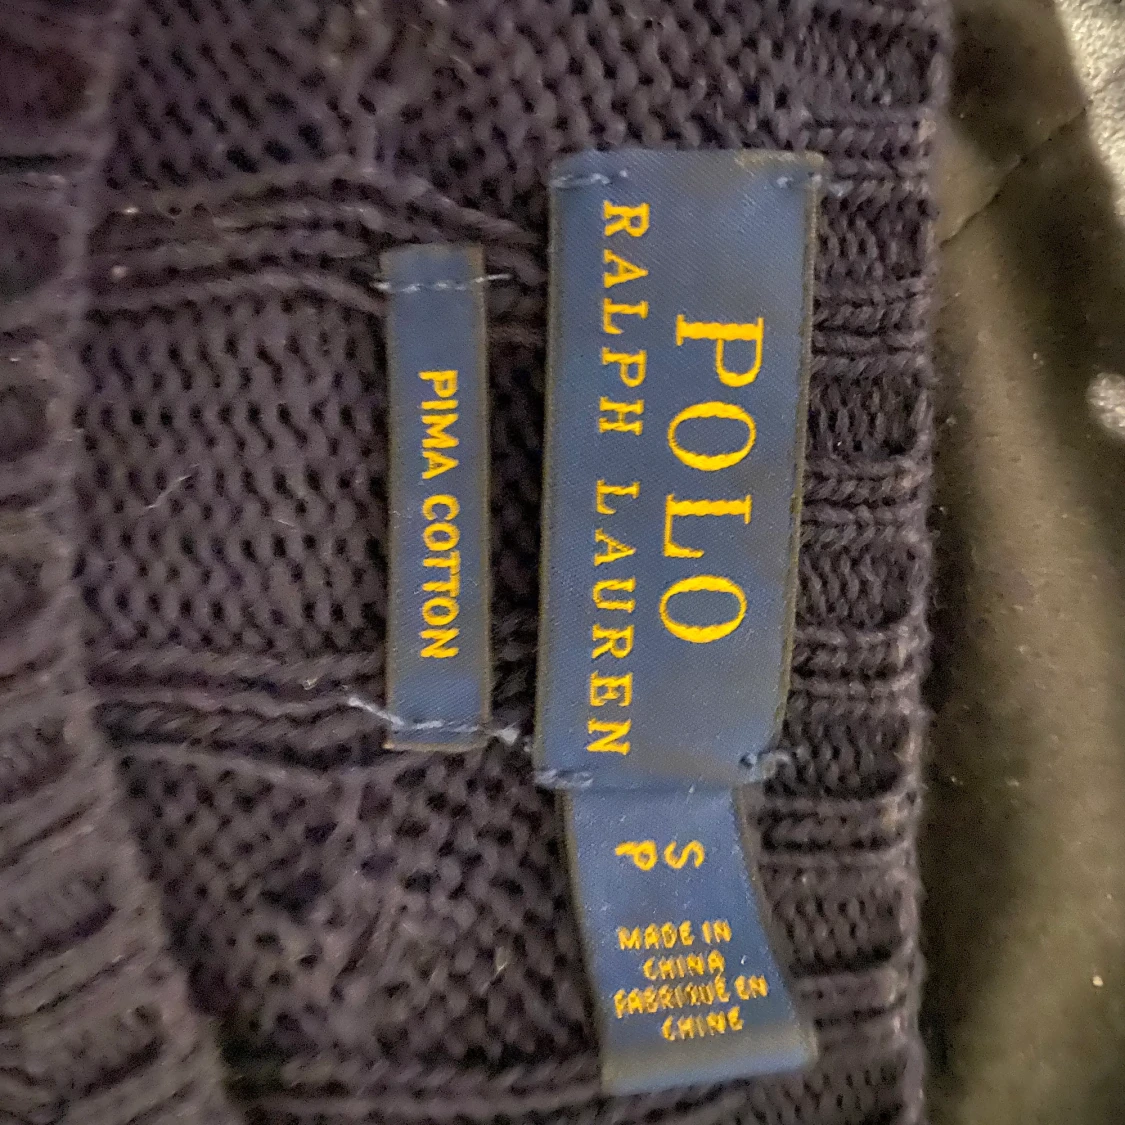 POLO
RALPH LAUREN
PIMA COTTON
S
P
MADE IN
CHINA
FABRIQUÉ EN
CHINE